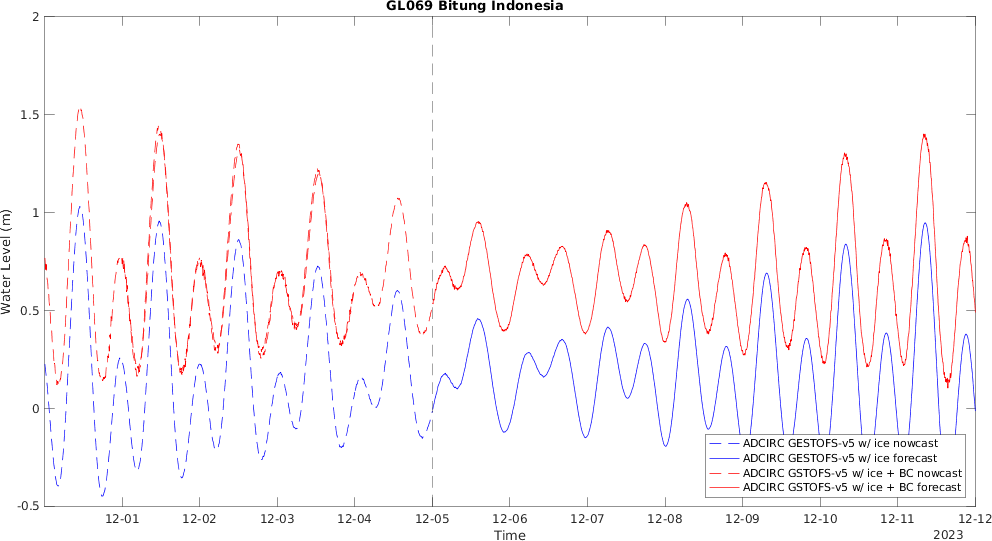 GL069 Bitung Indonesia
Water Level (m)
2
1.5
1
0.5
0
-0.5
12-01 12-02 12-03 12-04 12-05 12-06 12-07 12-08 12-09 12-10 12-11 12-12
Time
2023
ADCIRC GESTOFS-v5 w/ ice nowcast
ADCIRC GESTOFS-v5 w/ ice forecast
ADCIRC GSTOFS-v5 w/ ice + BC nowcast
ADCIRC GSTOFS-v5 w/ ice + BC forecast